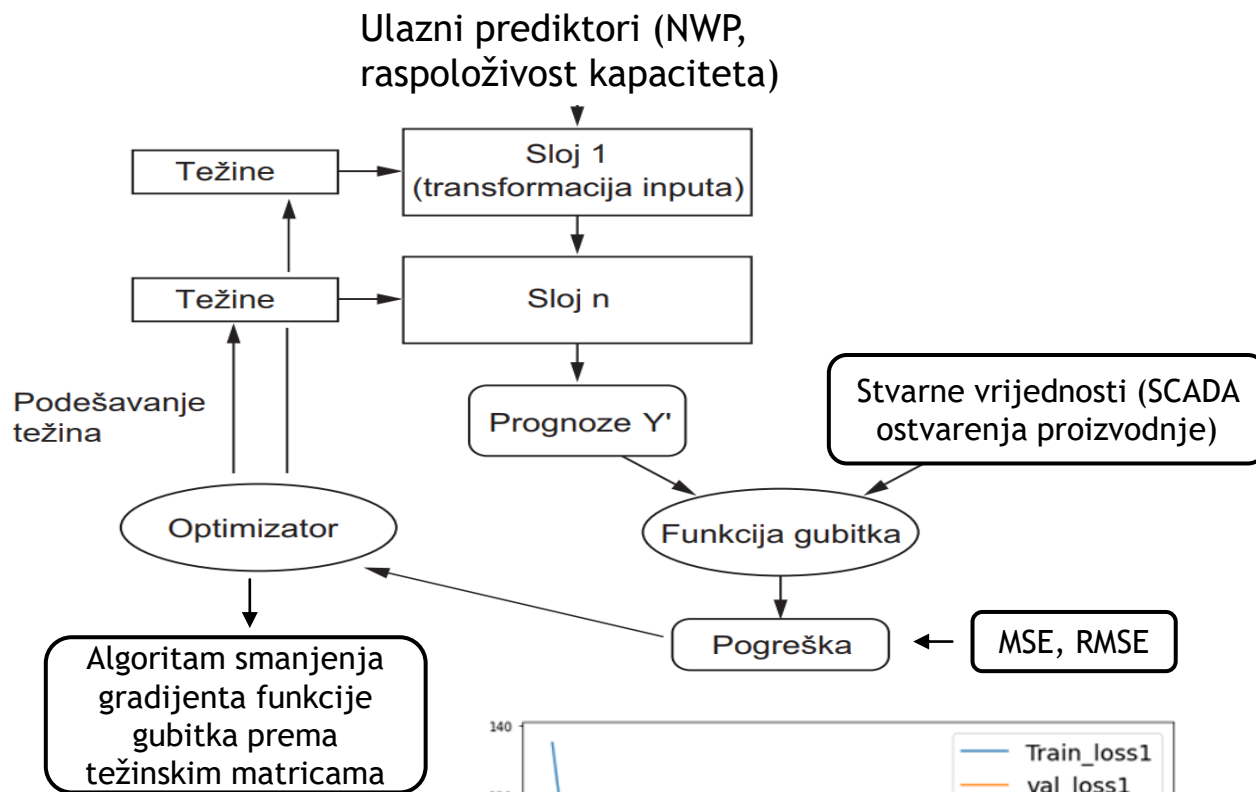 Ulazni prediktori (NWP,
raspoloživost kapaciteta)
Težine
Sloj 1
(transformacija inputa)
Težine
Sloj n
Podešavanje
težina
Prognoze Y'
Stvarne vrijednosti (SCADA
ostvarenja proizvodnje)
Optimizator
Funkcija gubitka
Pogreška
MSE, RMSE
Algoritam smanjenja
gradijenta funkcije
gubitka prema
težinskim matricama
140
Train_loss1
val_loss1